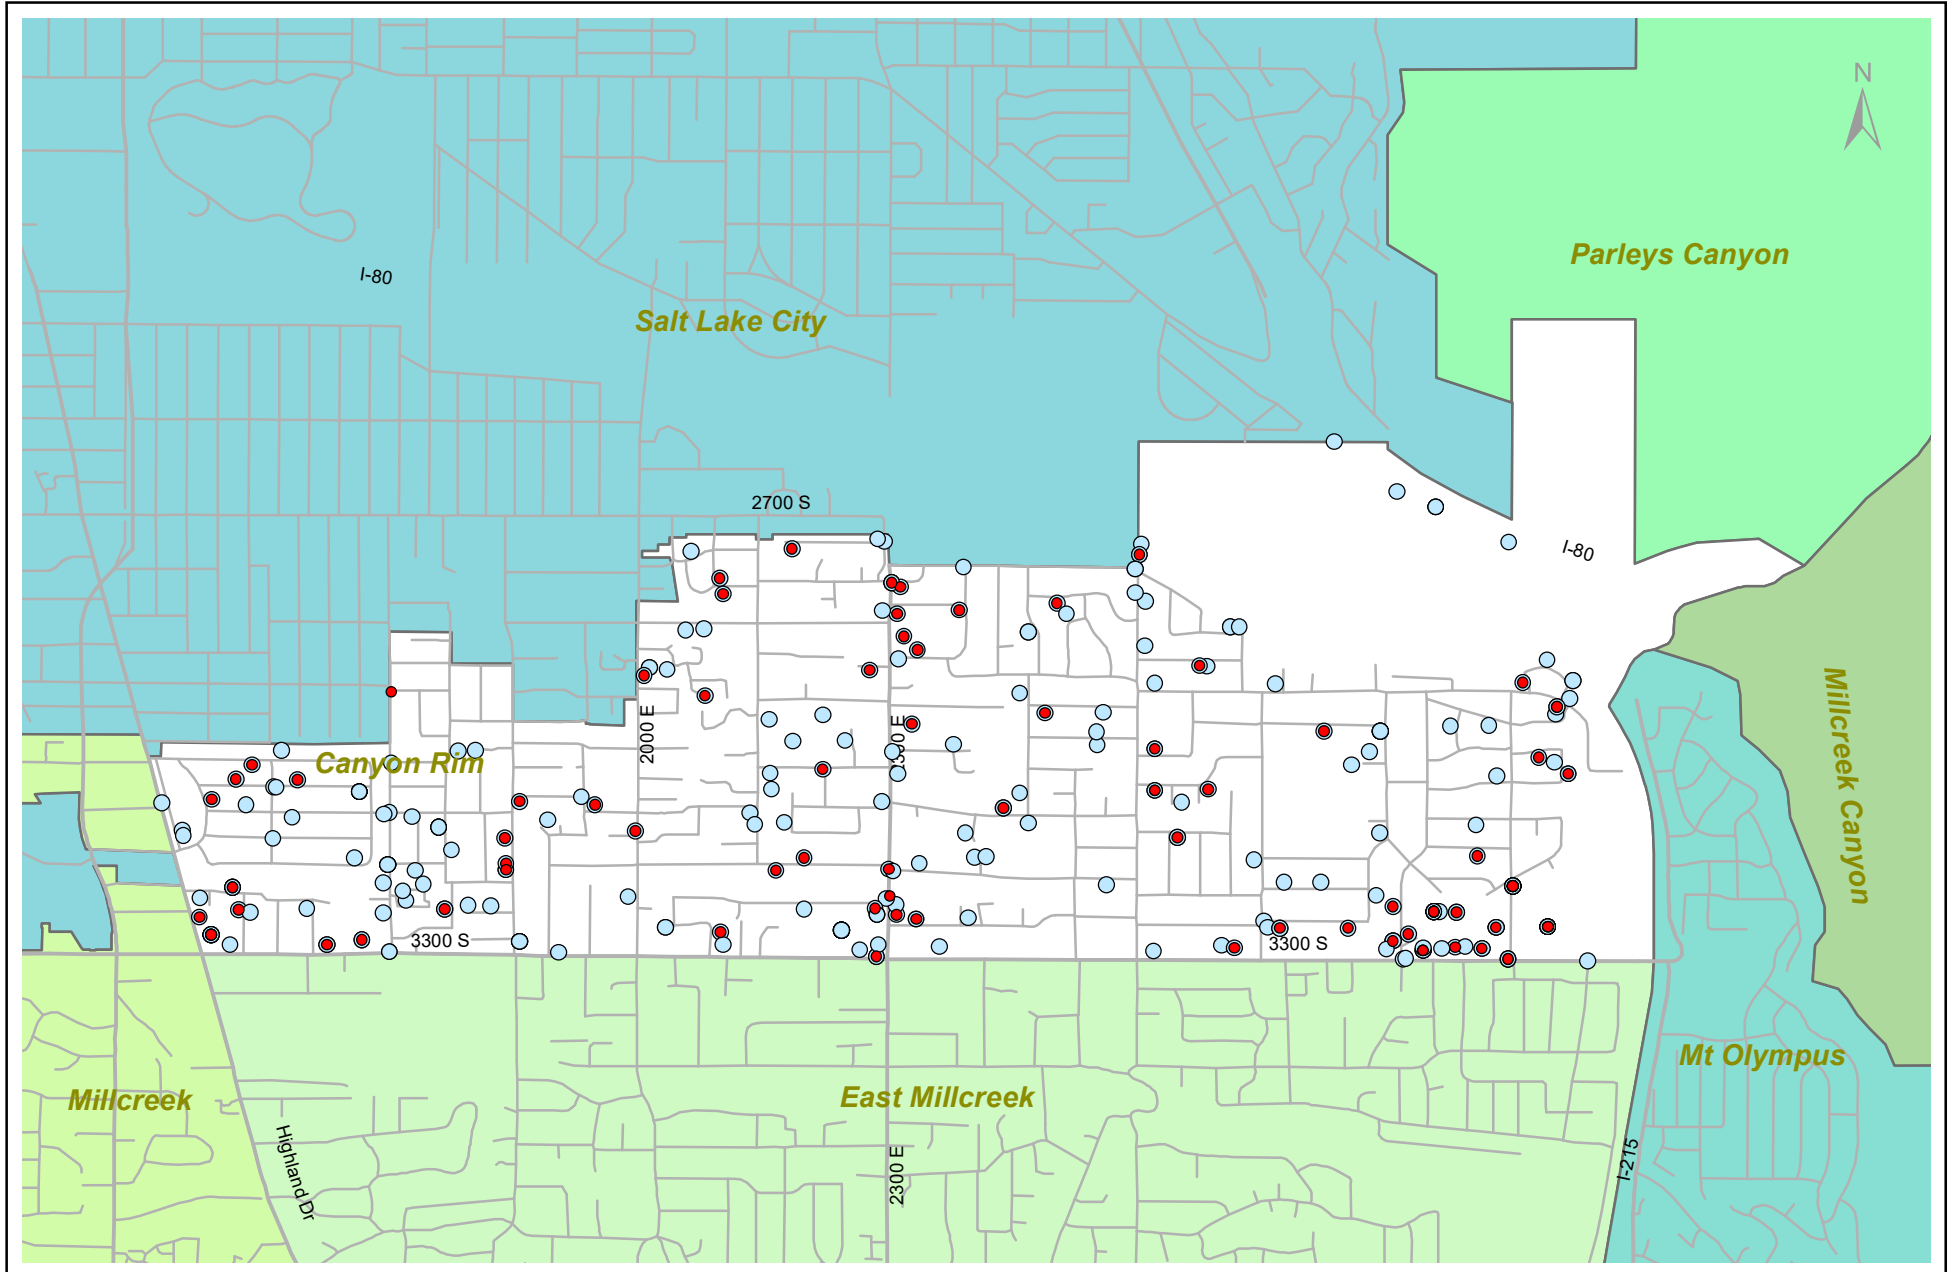 N
Parleys Canyon
I-80
Salt Lake City
2700 S
I-80
2000 E
2300 E
Canyon Rim
Millcreek Canyon
3300 S
3300 S
Mt Olympus
Millcreek
East Millcreek
Highland Dr
2300 E
I-215